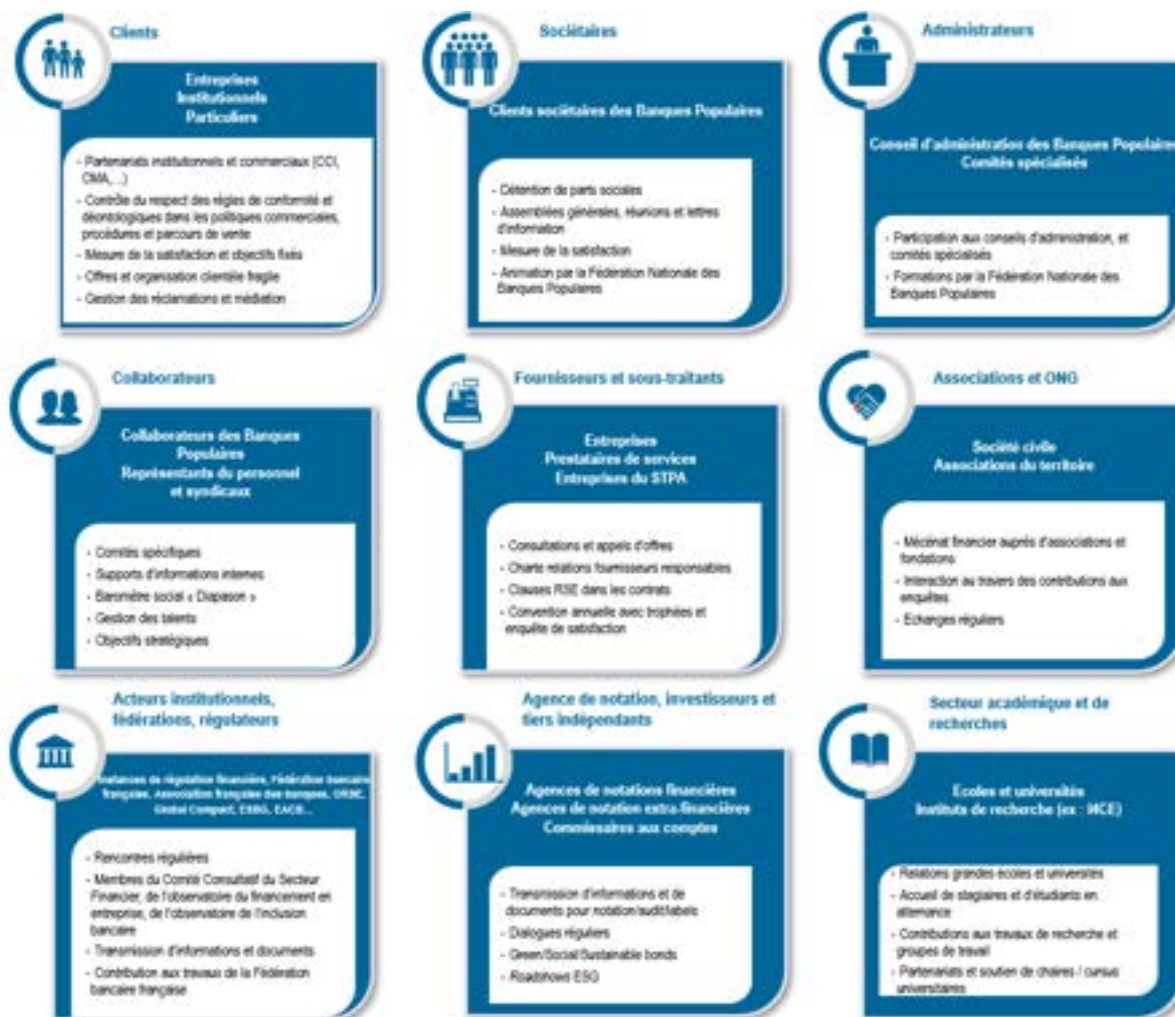 Clients
Entreprises
Institutionnels
Particuliers
- Partenariats institutionnels et commerciaux (CCI,
CMA,...)
- Contrôle du respect des règles de conformité et
déontologiques dans les politiques commerciales,
procédures et parcours de vente
- Mesure de la satisfaction et objectifs fixés
- Offres et organisation clientèle fragile
- Gestion des réclamations et médiation
Sociétaires
Clients sociétaires des Banques Populaires
- Détention de parts sociales
- Assemblées générales, réunions et lettres
d'information
- Mesure de la satisfaction
- Animation par la Fédération Nationale des
Banques Populaires
Administrateurs
Conseil d'administration des Banques Populaires
Comités spécialisés
- Participation aux conseils d'administration, et
comités spécialisés
- Formations par la Fédération Nationale des
Banques Populaires
Collaborateurs
Collaborateurs des Banques
Populaires
Représentants du personnel
et syndicaux
- Comités spécifiques
- Supports d'informations internes
- Baromètre social « Diapason »
- Gestion des talents
- Objectifs stratégiques
Fournisseurs et sous-traitants
Entreprises
Prestataires de services
Entreprises du STPA
- Consultations et appels d'offres
- Charte relations fournisseurs responsables
- Clauses RSE dans les contrats
- Convention annuelle avec trophées et
enquête de satisfaction
Associations et ONG
Société civile
Associations du territoire
- Mécénat financier auprès d'associations et
fondations
- Interaction au travers des contributions aux
enquêtes
- Echanges réguliers
Acteurs institutionnels,
fédérations, régulateurs
Instances de régulation financière, Fédération bancaire
française, Association française des banques, ORSE,
Global Compact, ESBG, EACB...
- Rencontres régulières
- Membres du Comité Consultatif du Secteur
Financier, de l'observatoire du financement en
entreprise, de l'observatoire de l'inclusion
bancaire
- Transmission d'informations et documents
- Contribution aux travaux de la Fédération
bancaire française
Agence de notation, investisseurs et
tiers indépendants
Agences de notations financières
Agences de notation extra-financières
Commissaires aux comptes
- Transmission d'informations et de
documents pour notation/audit/labels
- Dialogues réguliers
- Green/Social/Sustainable bonds
- Roadshows ESG
Secteur académique et de
recherches
Ecoles et universités
Instituts de recherche (ex : I4CE)
- Relations grandes écoles et universités
- Accueil de stagiaires et d'étudiants en
alternance
- Contributions aux travaux de recherche et
groupes de travail
- Partenariats et soutien de chaires / cursus
universitaires